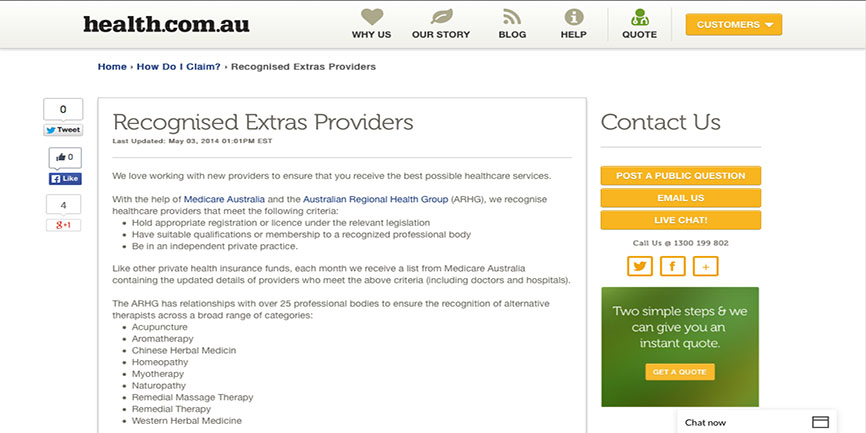 health.com.au
WHY US
OUR STORY
BLOG
HELP
QUOTE
CUSTOMERS
Home › How Do I Claim? › Recognised Extras Providers
0
Tweet
0
Like
4
g+1
Recognised Extras Providers
Last Updated: May 03, 2014 01:01PM EST
We love working with new providers to ensure that you receive the best possible healthcare services.
With the help of Medicare Australia and the Australian Regional Health Group (ARHG), we recognise
healthcare providers that meet the following criteria:
• Hold appropriate registration or licence under the relevant legislation
• Have suitable qualifications or membership to a recognized professional body
• Be in an independent private practice.
Like other private health insurance funds, each month we receive a list from Medicare Australia
containing the updated details of providers who meet the above criteria (including doctors and hospitals).
The ARHG has relationships with over 25 professional bodies to ensure the recognition of alternative
therapists across a broad range of categories:
• Acupuncture
• Aromatherapy
• Chinese Herbal Medicin
• Homeopathy
• Myotherapy
• Naturopathy
• Remedial Massage Therapy
• Remedial Therapy
• Western Herbal Medicine
Contact Us
POST A PUBLIC QUESTION
EMAIL US
LIVE CHAT!
Call Us @ 1300 199 802
Two simple steps & we
can give you an
instant quote.
GET A QUOTE
Chat now